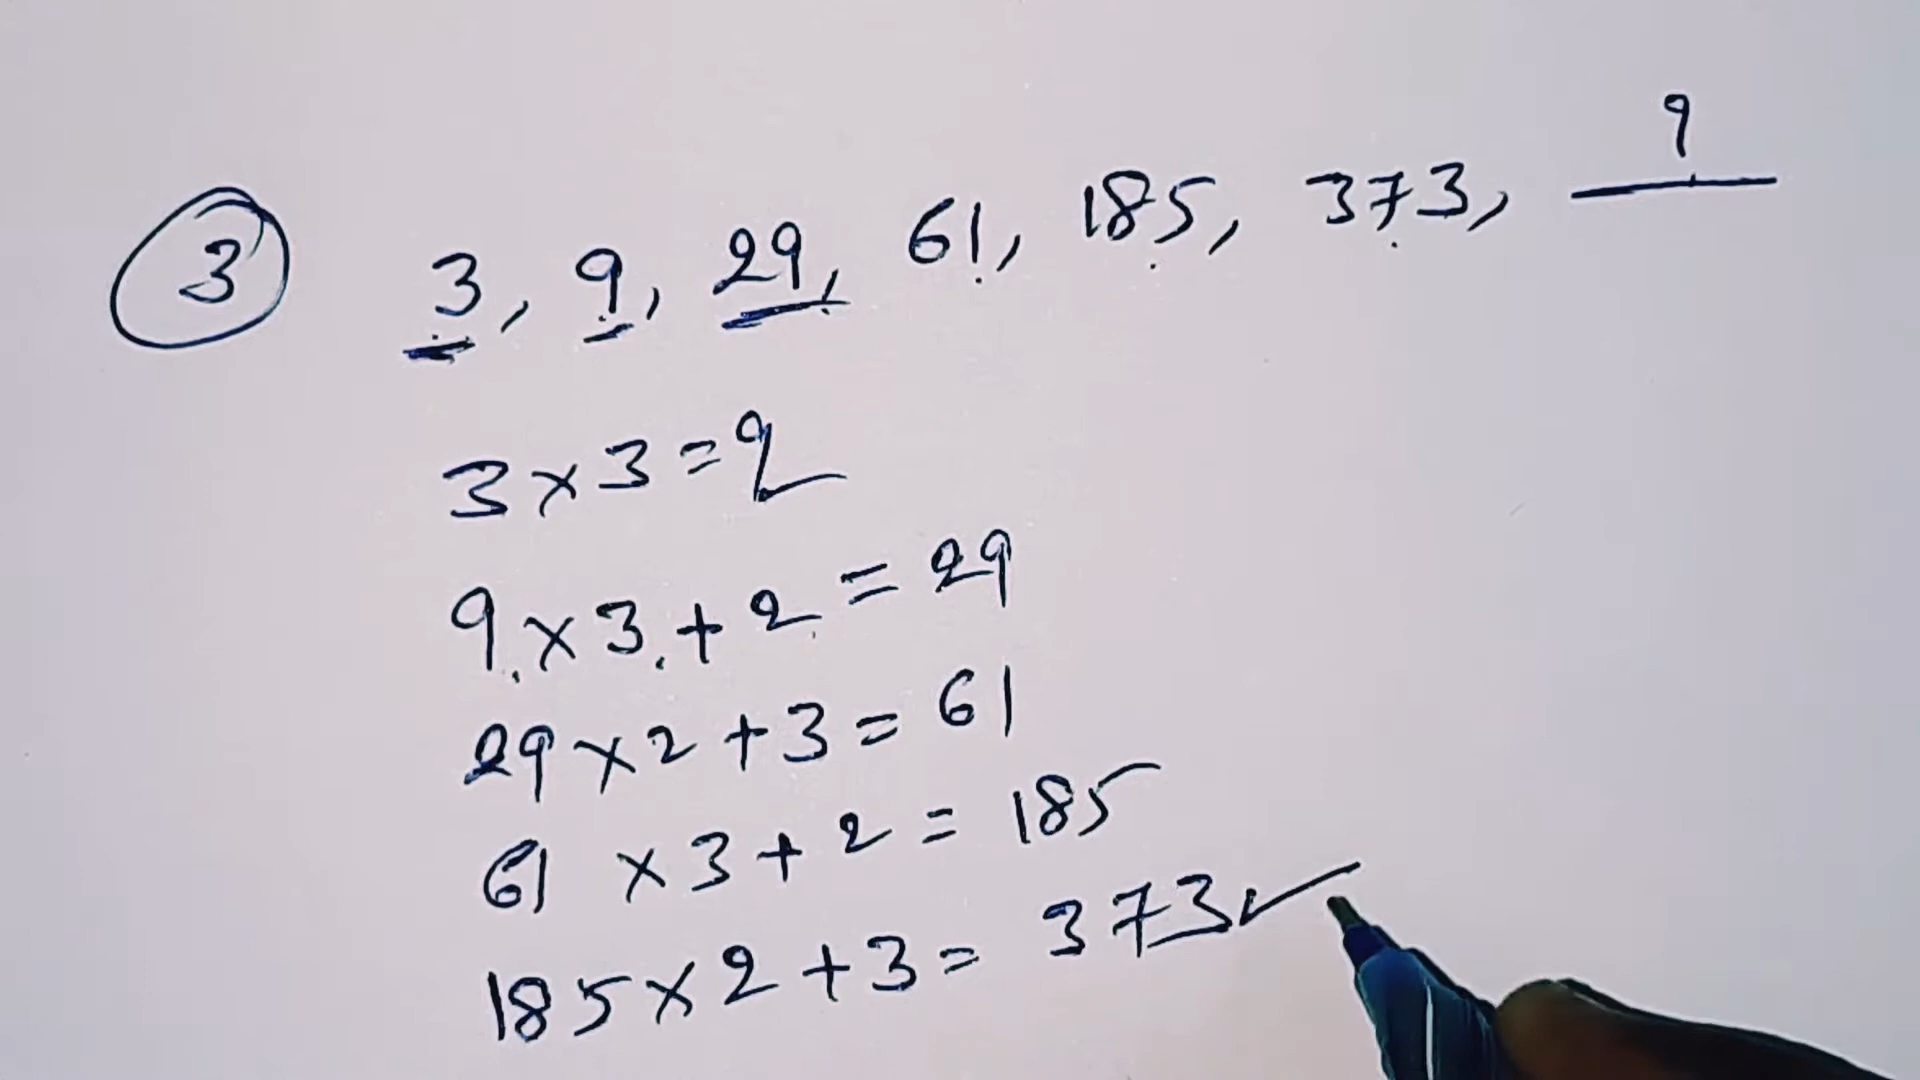 3 3, 9, 29, 61, 185, 373, ?
3 × 3 = 9
9 × 3 + 2 = 29
29 × 2 + 3 = 61
61 × 3 + 2 = 185
185 × 2 + 3 = 373 ✓